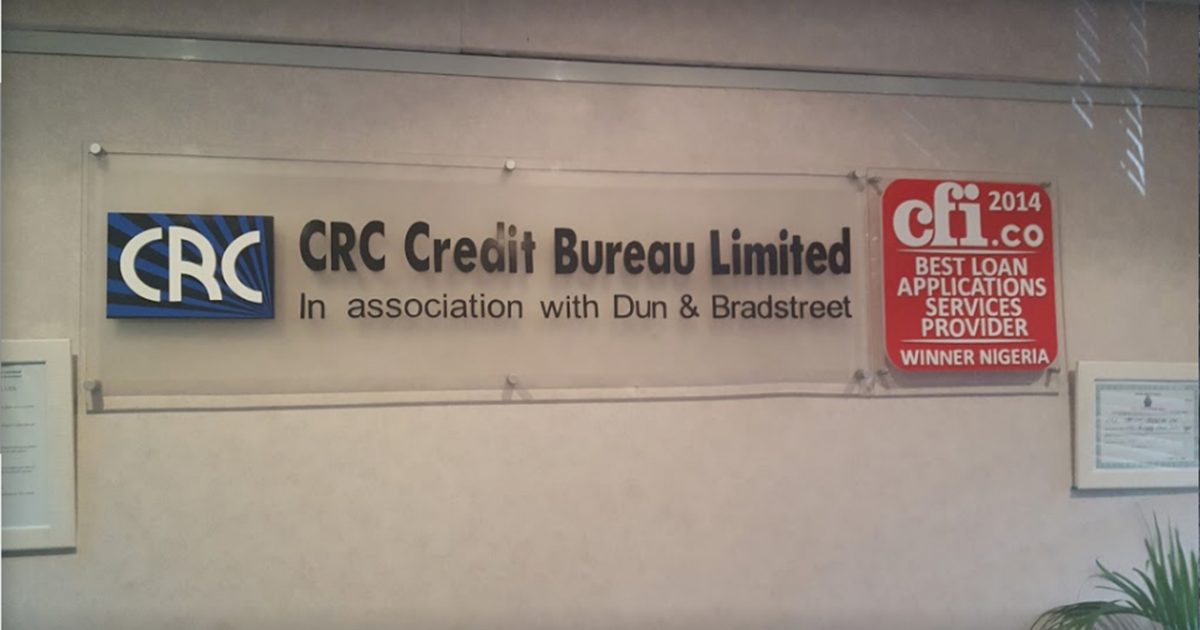 CRC
CRC Credit Bureau Limited
In association with Dun & Bradstreet
cfi.co 2014
BEST LOAN
APPLICATIONS
SERVICES
PROVIDER
WINNER NIGERIA